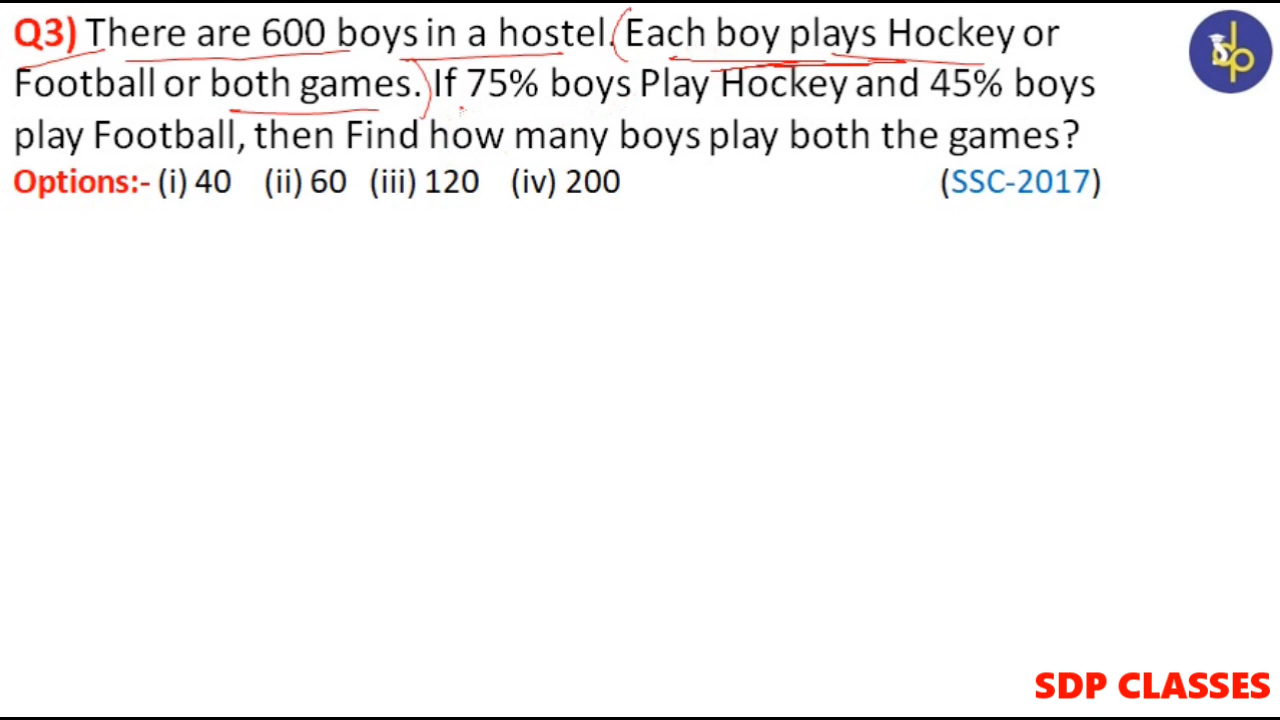 Q3) There are 600 boys in a hostel. Each boy plays Hockey or
Football or both games. If 75% boys Play Hockey and 45% boys
play Football, then Find how many boys play both the games?
Options:- (i) 40 (ii) 60 (iii) 120 (iv) 200 (SSC-2017)
SDP CLASSES